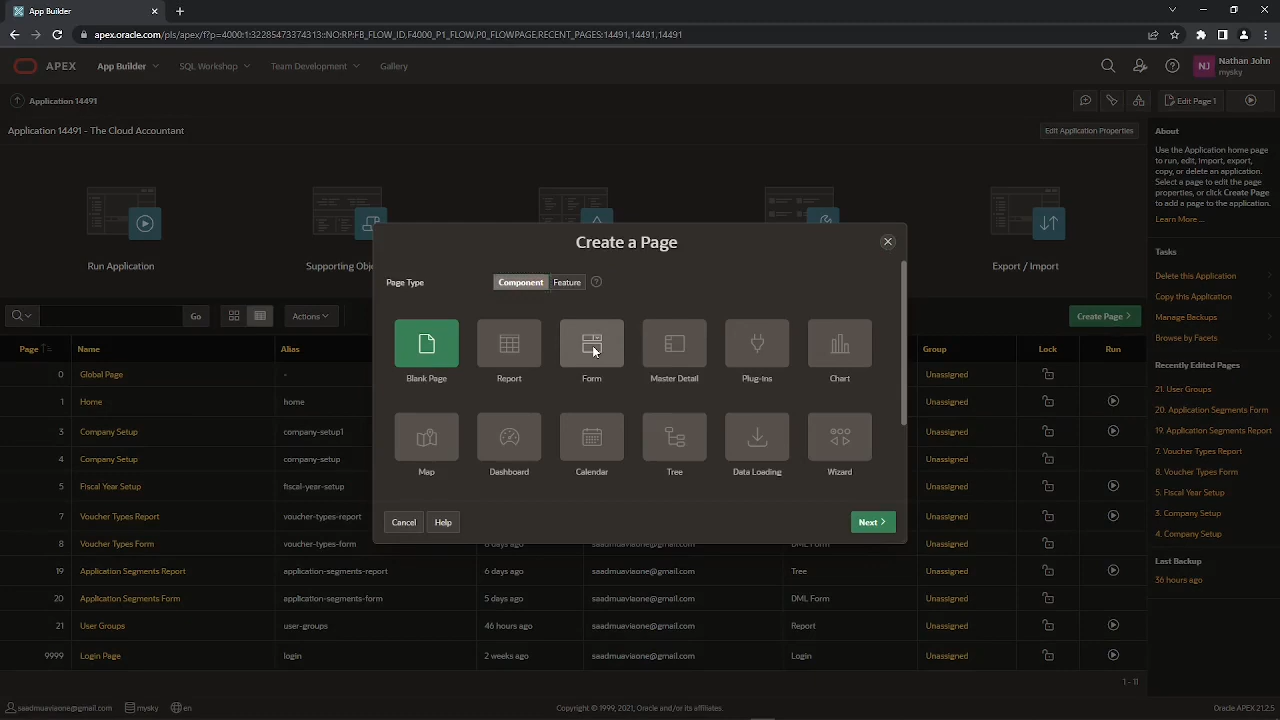 App Builder
apex.oracle.com/pls/apex/f?p=4000:1:32285473374313::NO:RP:FB_FLOW_ID,F4000_P1_FLOW,P0_FLOWPAGE,RECENT_PAGES:14491,14491,14491
APEX App Builder SQL Workshop Team Development Gallery
Nathan John
NJ
mysky
Application 14491
Edit Page 1
Application 14491 - The Cloud Accountant
Edit Application Properties
Run Application
Supporting Obje
Export / Import
Go
Actions
Create Page
Page Name Alias Group Lock Run
0 Global Page - Unassigned
1 Home home Unassigned
3 Company Setup company-setup1 Unassigned
4 Company Setup company-setup Unassigned
5 Fiscal Year Setup fiscal-year-setup Unassigned
7 Voucher Types Report voucher-types-report Unassigned
8 Voucher Types Form voucher-types-form 6 days ago saadmuaviaone@gmail.com DML Form Unassigned
19 Application Segments Report application-segments-report 6 days ago saadmuaviaone@gmail.com Tree Unassigned
20 Application Segments Form application-segments-form 5 days ago saadmuaviaone@gmail.com DML Form Unassigned
21 User Groups user-groups 46 hours ago saadmuaviaone@gmail.com Report Unassigned
9999 Login Page login 2 weeks ago saadmuaviaone@gmail.com Login Unassigned
1 - 11
Create a Page
Page Type Component Feature ?
Blank Page Report Form Master Detail Plug-ins Chart
Map Dashboard Calendar Tree Data Loading Wizard
Cancel Help Next
About
Use the Application home page
to run, edit, import, export,
copy, or delete an application.
Select a page to edit the page
properties, or click Create Page
to add a page to the application.
Learn More ...
Tasks
Delete this Application
Copy this Application
Manage Backups
Browse by Facets
Recently Edited Pages
21. User Groups
20. Application Segments Form
19. Application Segments Report
7. Voucher Types Report
8. Voucher Types Form
5. Fiscal Year Setup
3. Company Setup
4. Company Setup
Last Backup
36 hours ago
saadmuaviaone@gmail.com mysky en
Copyright © 1999, 2021, Oracle and/or its affiliates.
Oracle APEX 21.2.5